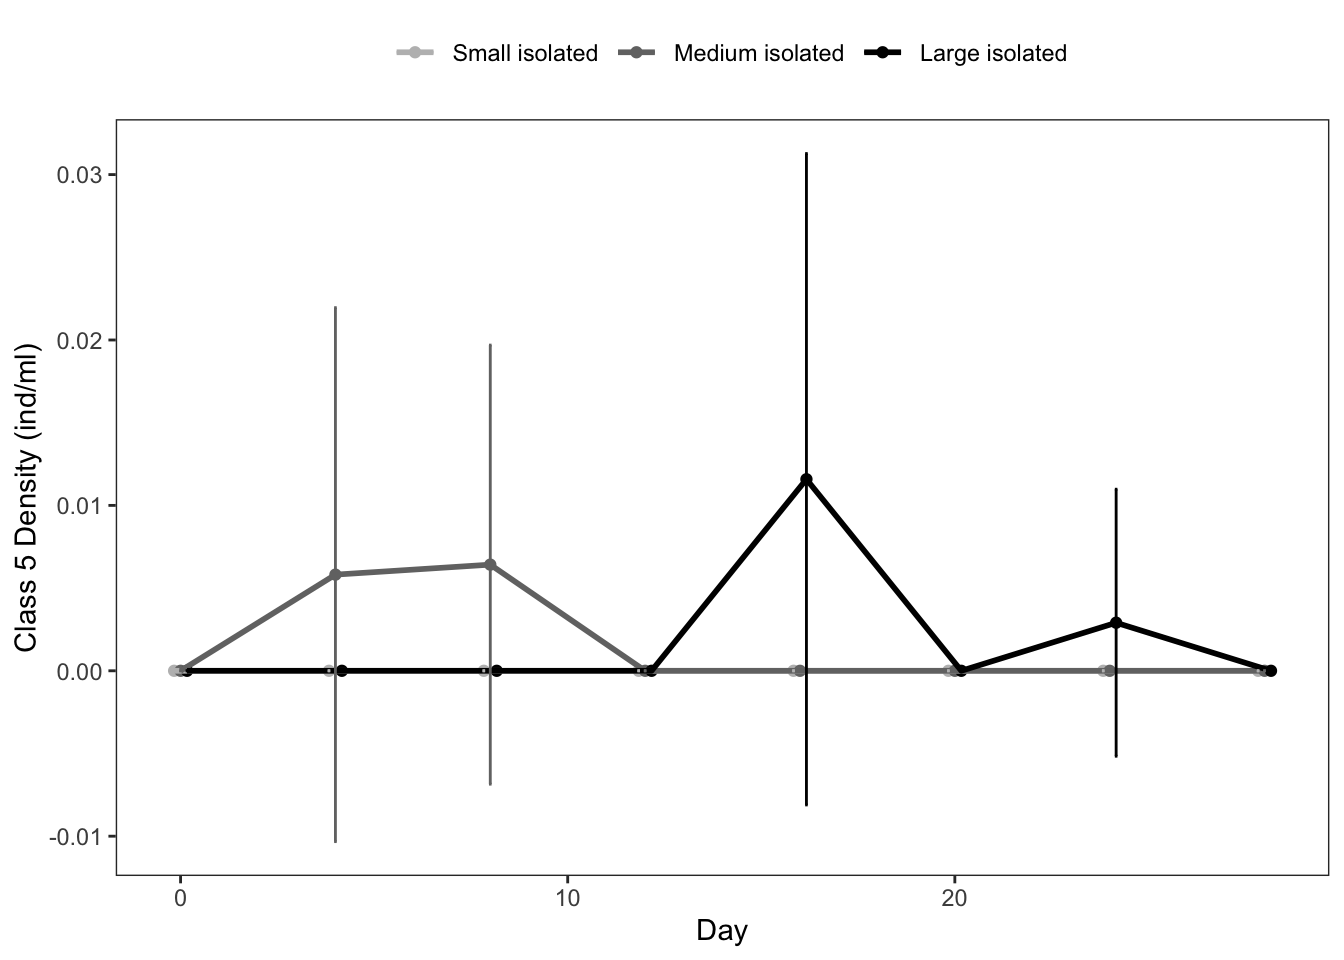 Small isolated Medium isolated Large isolated
0.03
0.02
0.01
0.00
-0.01
Class 5 Density (ind/ml)
0 10 20
Day